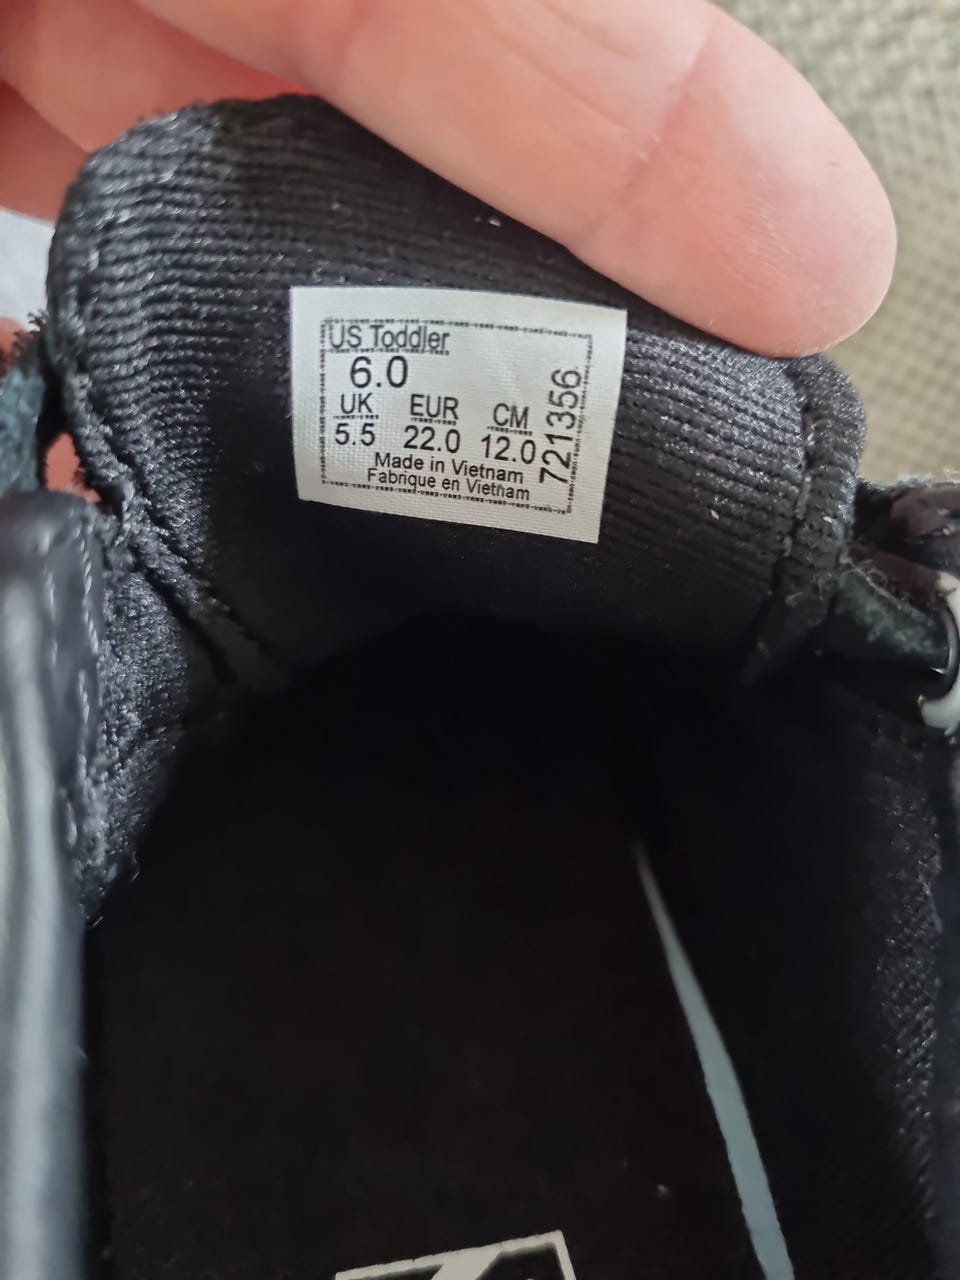 US Toddler
6.0
UK EUR CM
5.5 22.0 12.0
Made in Vietnam
Fabrique en Vietnam
721356